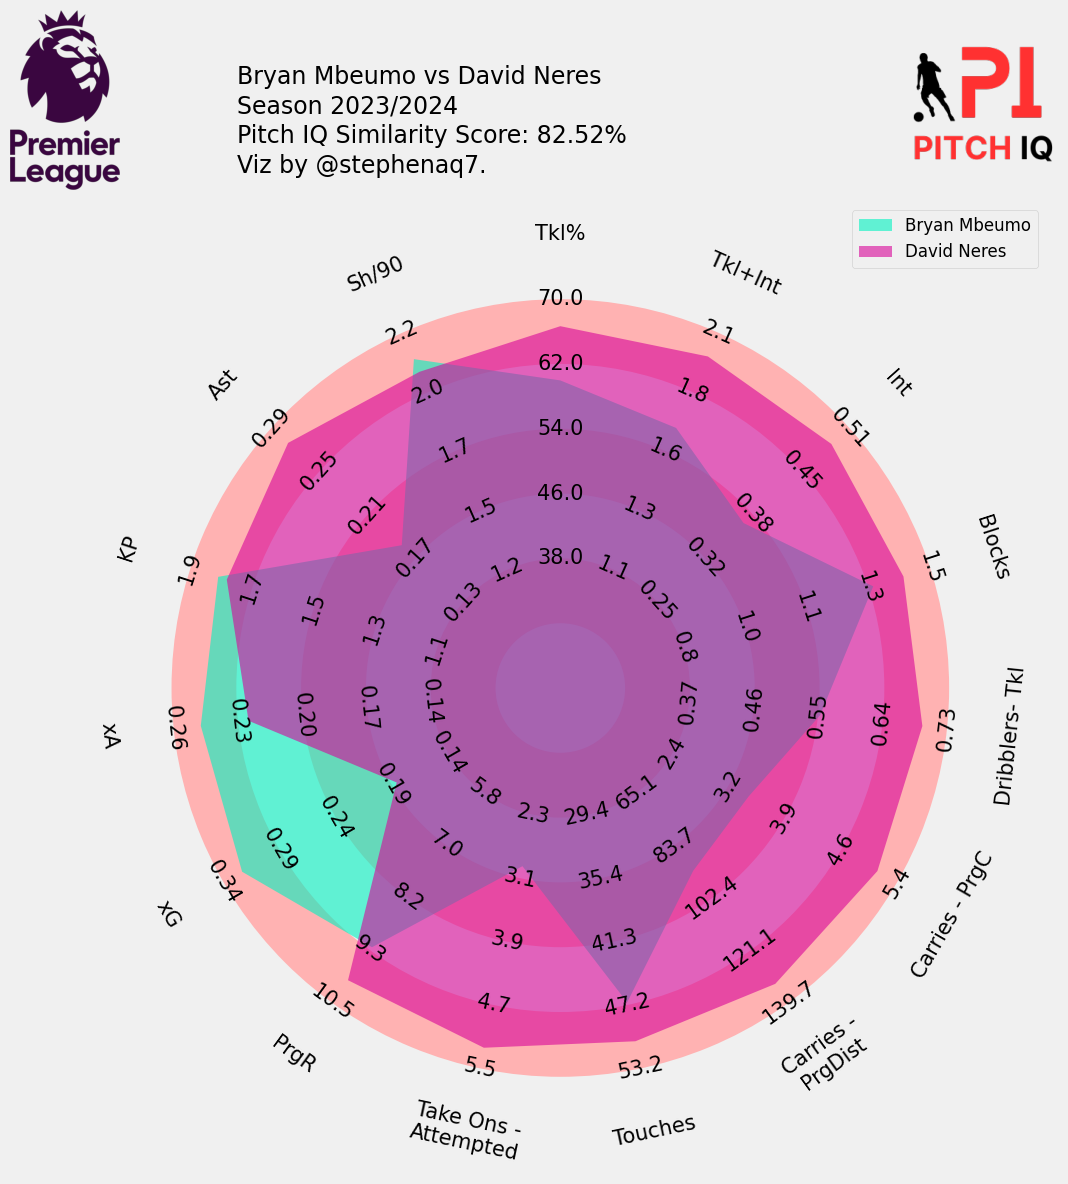 Premier
League
Bryan Mbeumo vs David Neres
Season 2023/2024
Pitch IQ Similarity Score: 82.52%
Viz by @stephenaq7.
PI
PITCH IQ
Bryan Mbeumo
David Neres
Tkl%
70.0
62.0
54.0
46.0
38.0
Tkl+Int
2.1
1.8
1.6
1.3
1.1
Int
0.51
0.45
0.38
0.32
0.25
Blocks
1.5
1.3
1.1
1.0
0.8
Dribblers- Tkl
0.73
0.64
0.55
0.46
0.37
Carries - PrgC
5.4
4.6
3.9
3.2
2.4
Carries -
PrgDist
139.7
121.1
102.4
83.7
65.1
Touches
53.2
47.2
41.3
35.4
29.4
Take Ons -
Attempted
5.5
4.7
3.9
3.1
2.3
PrgR
10.5
9.3
8.2
7.0
5.8
xG
0.34
0.29
0.24
0.19
0.14
xA
0.26
0.23
0.20
0.17
0.14
KP
1.9
1.7
1.5
1.3
1.1
Ast
0.29
0.25
0.21
0.17
0.13
Sh/90
2.2
2.0
1.7
1.5
1.2